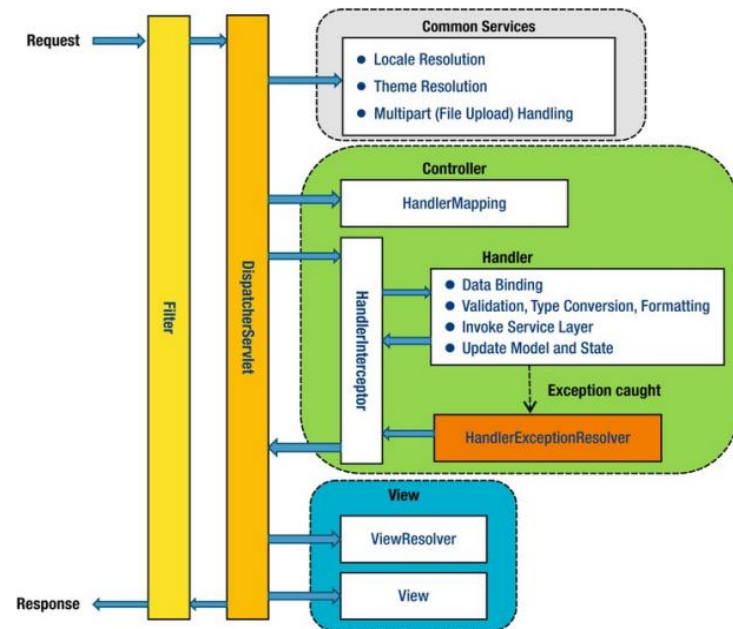 Request
Filter
DispatcherServlet
Common Services
● Locale Resolution
● Theme Resolution
● Multipart (File Upload) Handling
Controller
HandlerMapping
HandlerInterceptor
Handler
● Data Binding
● Validation, Type Conversion, Formatting
● Invoke Service Layer
● Update Model and State
Exception caught
HandlerExceptionResolver
View
ViewResolver
View
Response